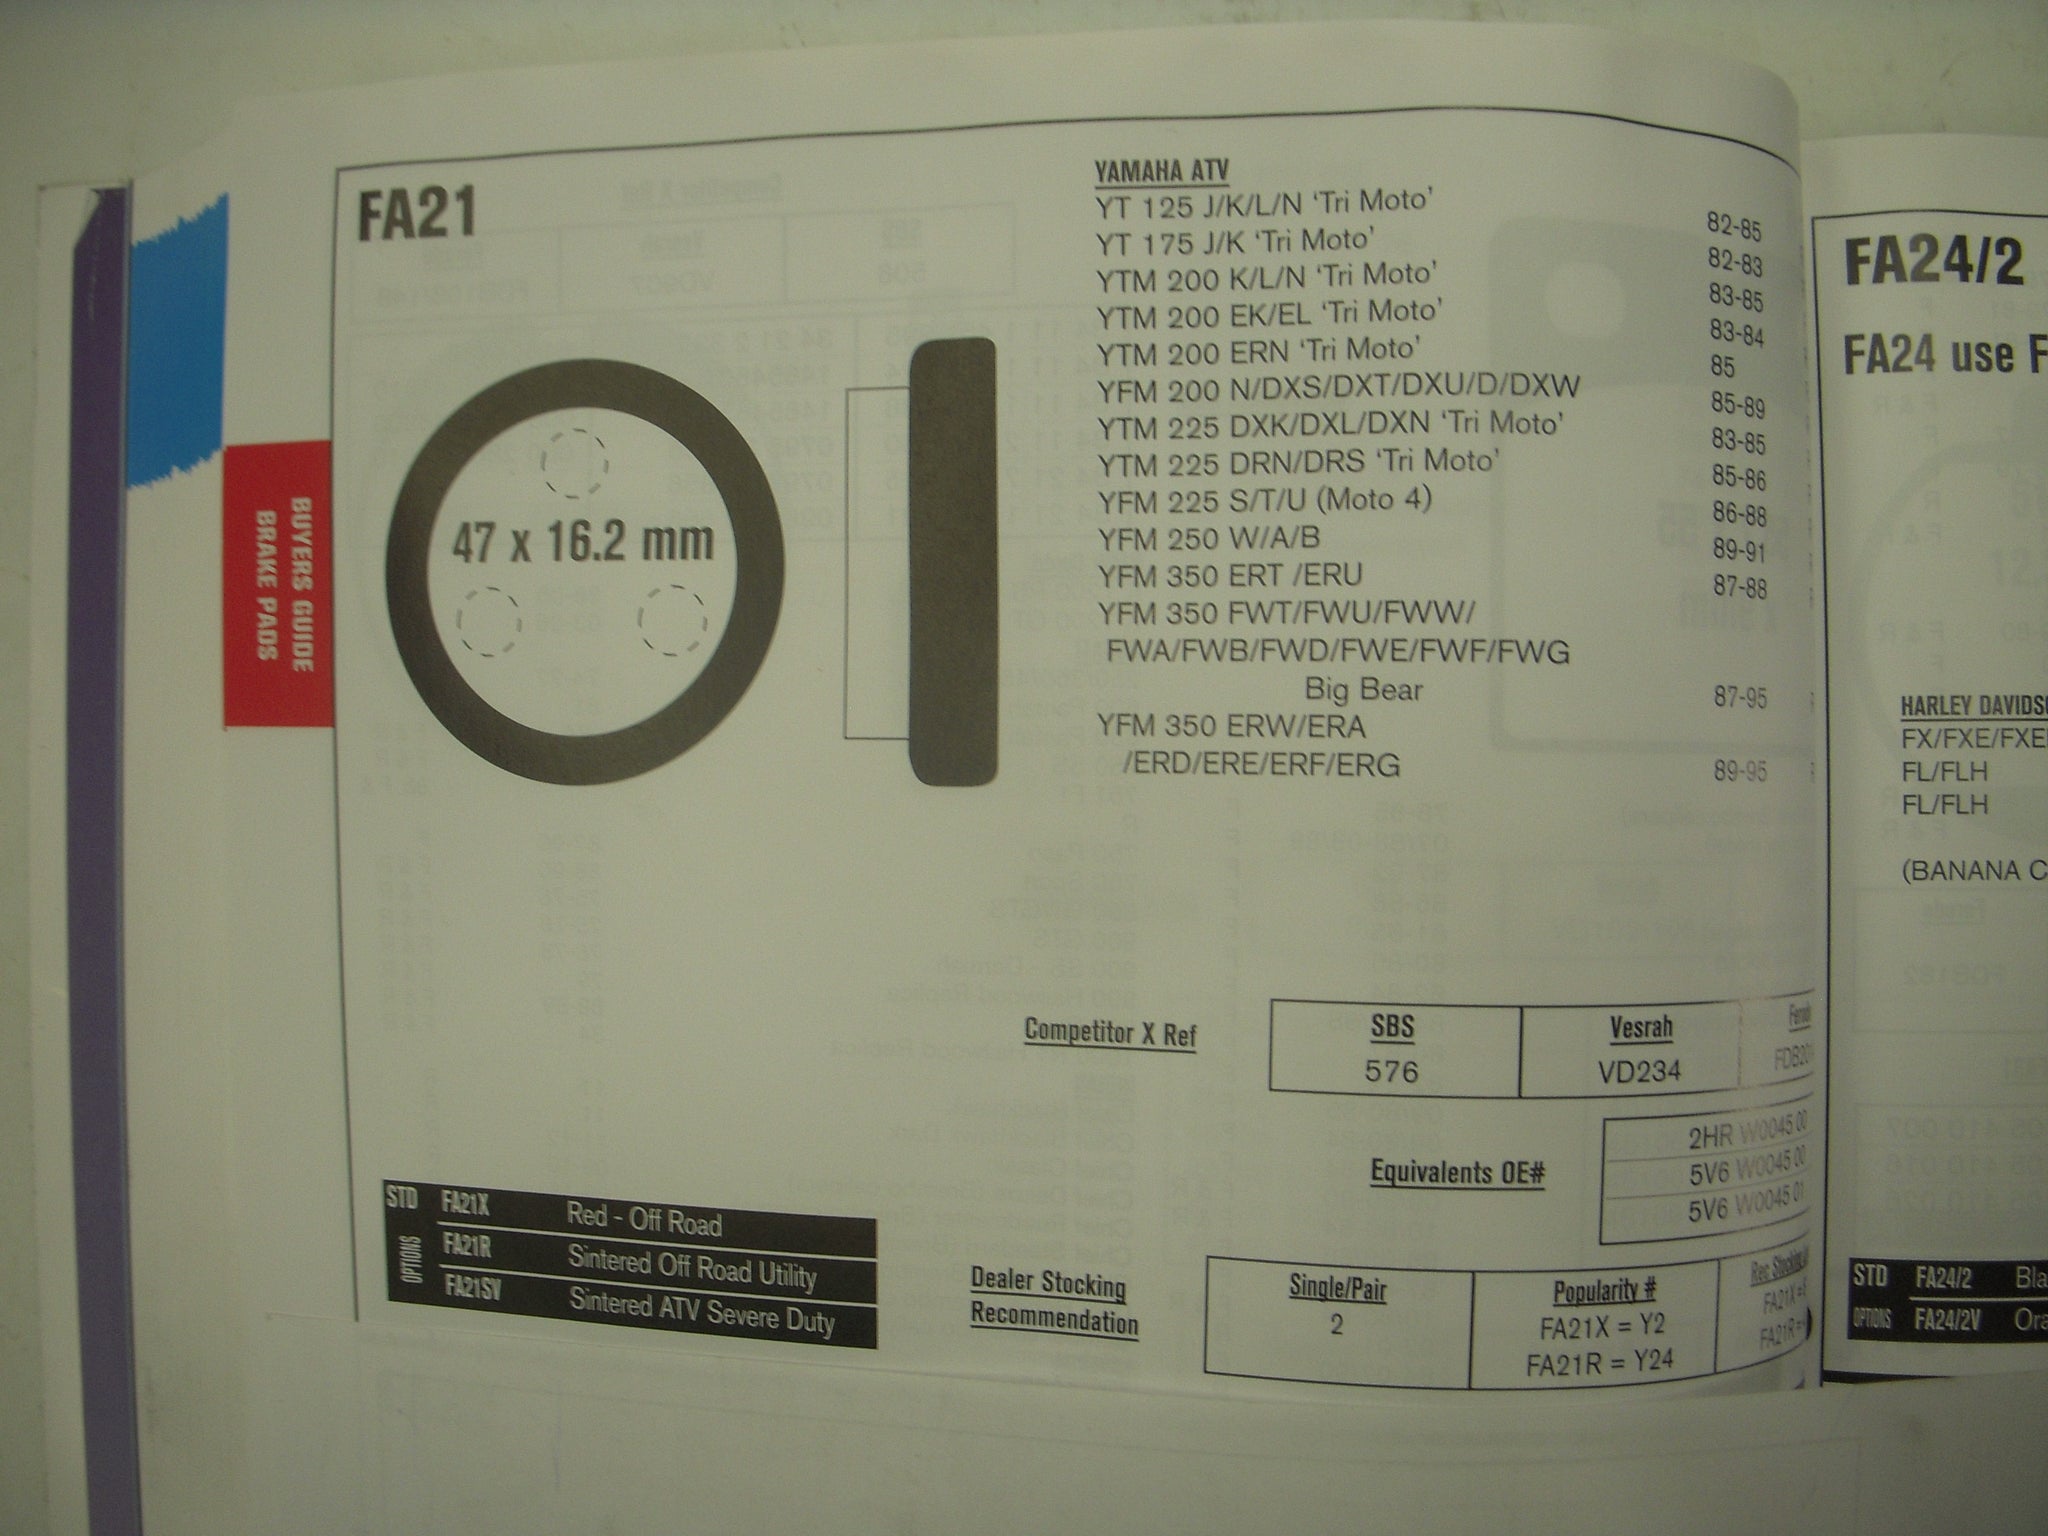 FA21
47 x 16.2 mm
BUYERS GUIDE
BRAKE PADS
YAMAHA ATV
YT 125 J/K/L/N ‘Tri Moto’ 82-85
YT 175 J/K ‘Tri Moto’ 82-83
YTM 200 K/L/N ‘Tri Moto’ 83-85
YTM 200 EK/EL ‘Tri Moto’ 83-84
YTM 200 ERN ‘Tri Moto’ 85
YFM 200 N/DXS/DXT/DXU/D/DXW 85-89
YTM 225 DXK/DXL/DXN ‘Tri Moto’ 83-85
YTM 225 DRN/DRS ‘Tri Moto’ 85-86
YFM 225 S/T/U (Moto 4) 86-88
YFM 250 W/A/B 89-91
YFM 350 ERT /ERU 87-88
YFM 350 FWT/FWU/FWW/
FWA/FWB/FWD/FWE/FWF/FWG
Big Bear 87-95
YFM 350 ERW/ERA
/ERD/ERE/ERF/ERG 89-95
Competitor X Ref
SBS Vesrah
576 VD234
Equivalents OE#
2HR W0045 00
5V6 W0045 00
5V6 W0045 01
STD FA21X Red - Off Road
OPTIONS FA21R Sintered Off Road Utility
FA21SV Sintered ATV Severe Duty
Dealer Stocking
Recommendation
Single/Pair Popularity #
2 FA21X = Y2
FA21R = Y24
FA24/2
FA24 use
HARLEY
FX/FXE/
FL/FLH
FL/FLH
(BANANA
STD FA24/2
OPTIONS FA24/2V